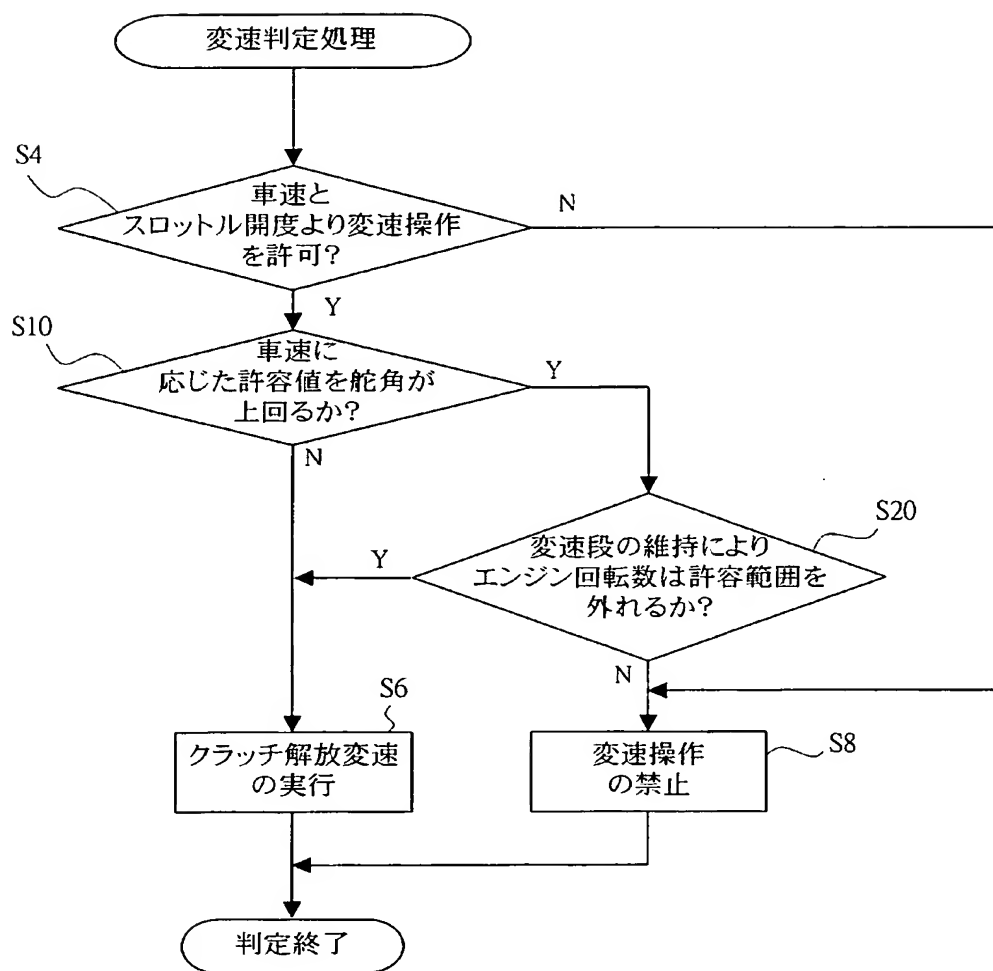 変速判定処理
S4
車速と
スロットル開度より変速操作
を許可?
N
Y
S10
車速に
応じた許容値を舵角が
上回るか?
Y
N
S20
変速段の維持により
エンジン回転数は許容範囲を
外れるか?
Y
N
S6
クラッチ解放変速
の実行
S8
変速操作
の禁止
判定終了